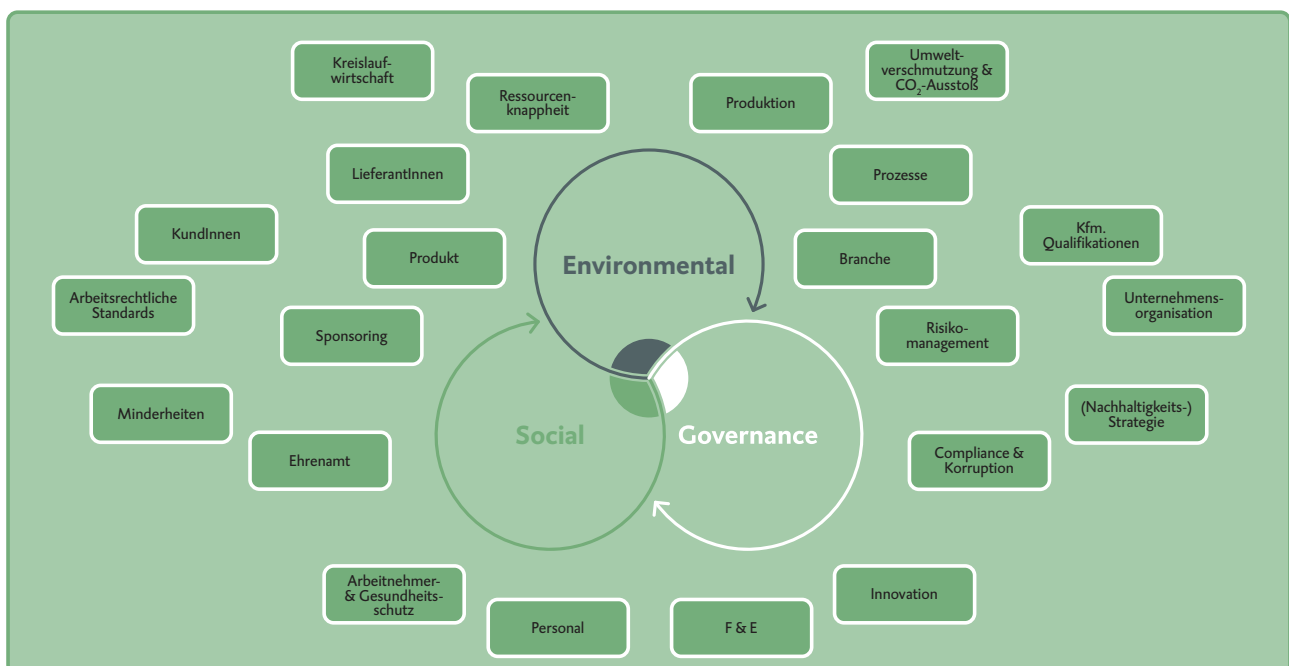 Kreislauf-
wirtschaft
Ressourcen-
knappheit
Produktion
Umwelt-
verschmutzung &
CO₂-Ausstoß
LieferantInnen
Prozesse
KundInnen
Produkt
Environmental
Branche
Kfm.
Qualifikationen
Arbeitsrechtliche
Standards
Sponsoring
Risiko-
management
Unternehmens-
organisation
Minderheiten
Social
Governance
(Nachhaltigkeits-)
Strategie
Ehrenamt
Compliance &
Korruption
Arbeitnehmer-
& Gesundheits-
schutz
Personal
F & E
Innovation